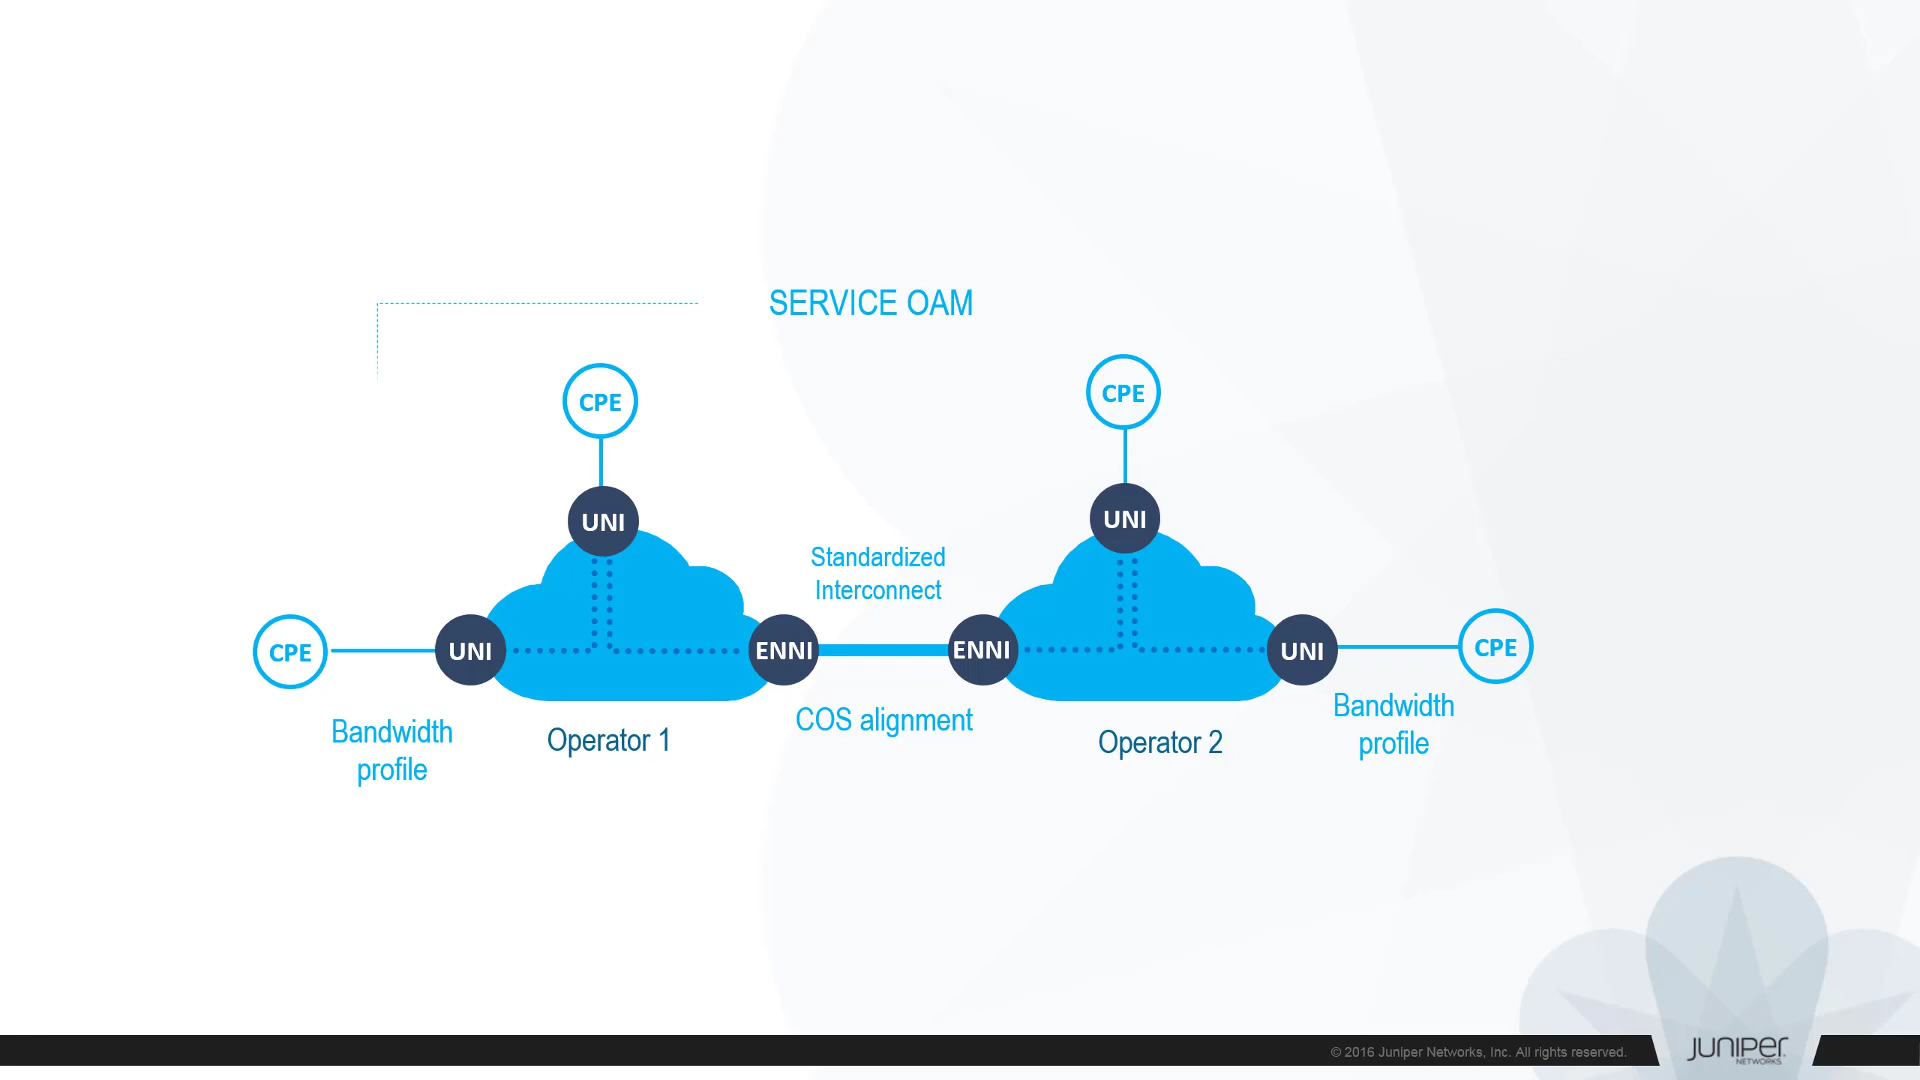 SERVICE OAM
CPE
CPE
UNI
UNI
Standardized
Interconnect
CPE
UNI
ENNI
ENNI
UNI
CPE
Bandwidth
profile
Operator 1
COS alignment
Operator 2
Bandwidth
profile
© 2016 Juniper Networks, Inc. All rights reserved.
JUNIPER
NETWORKS